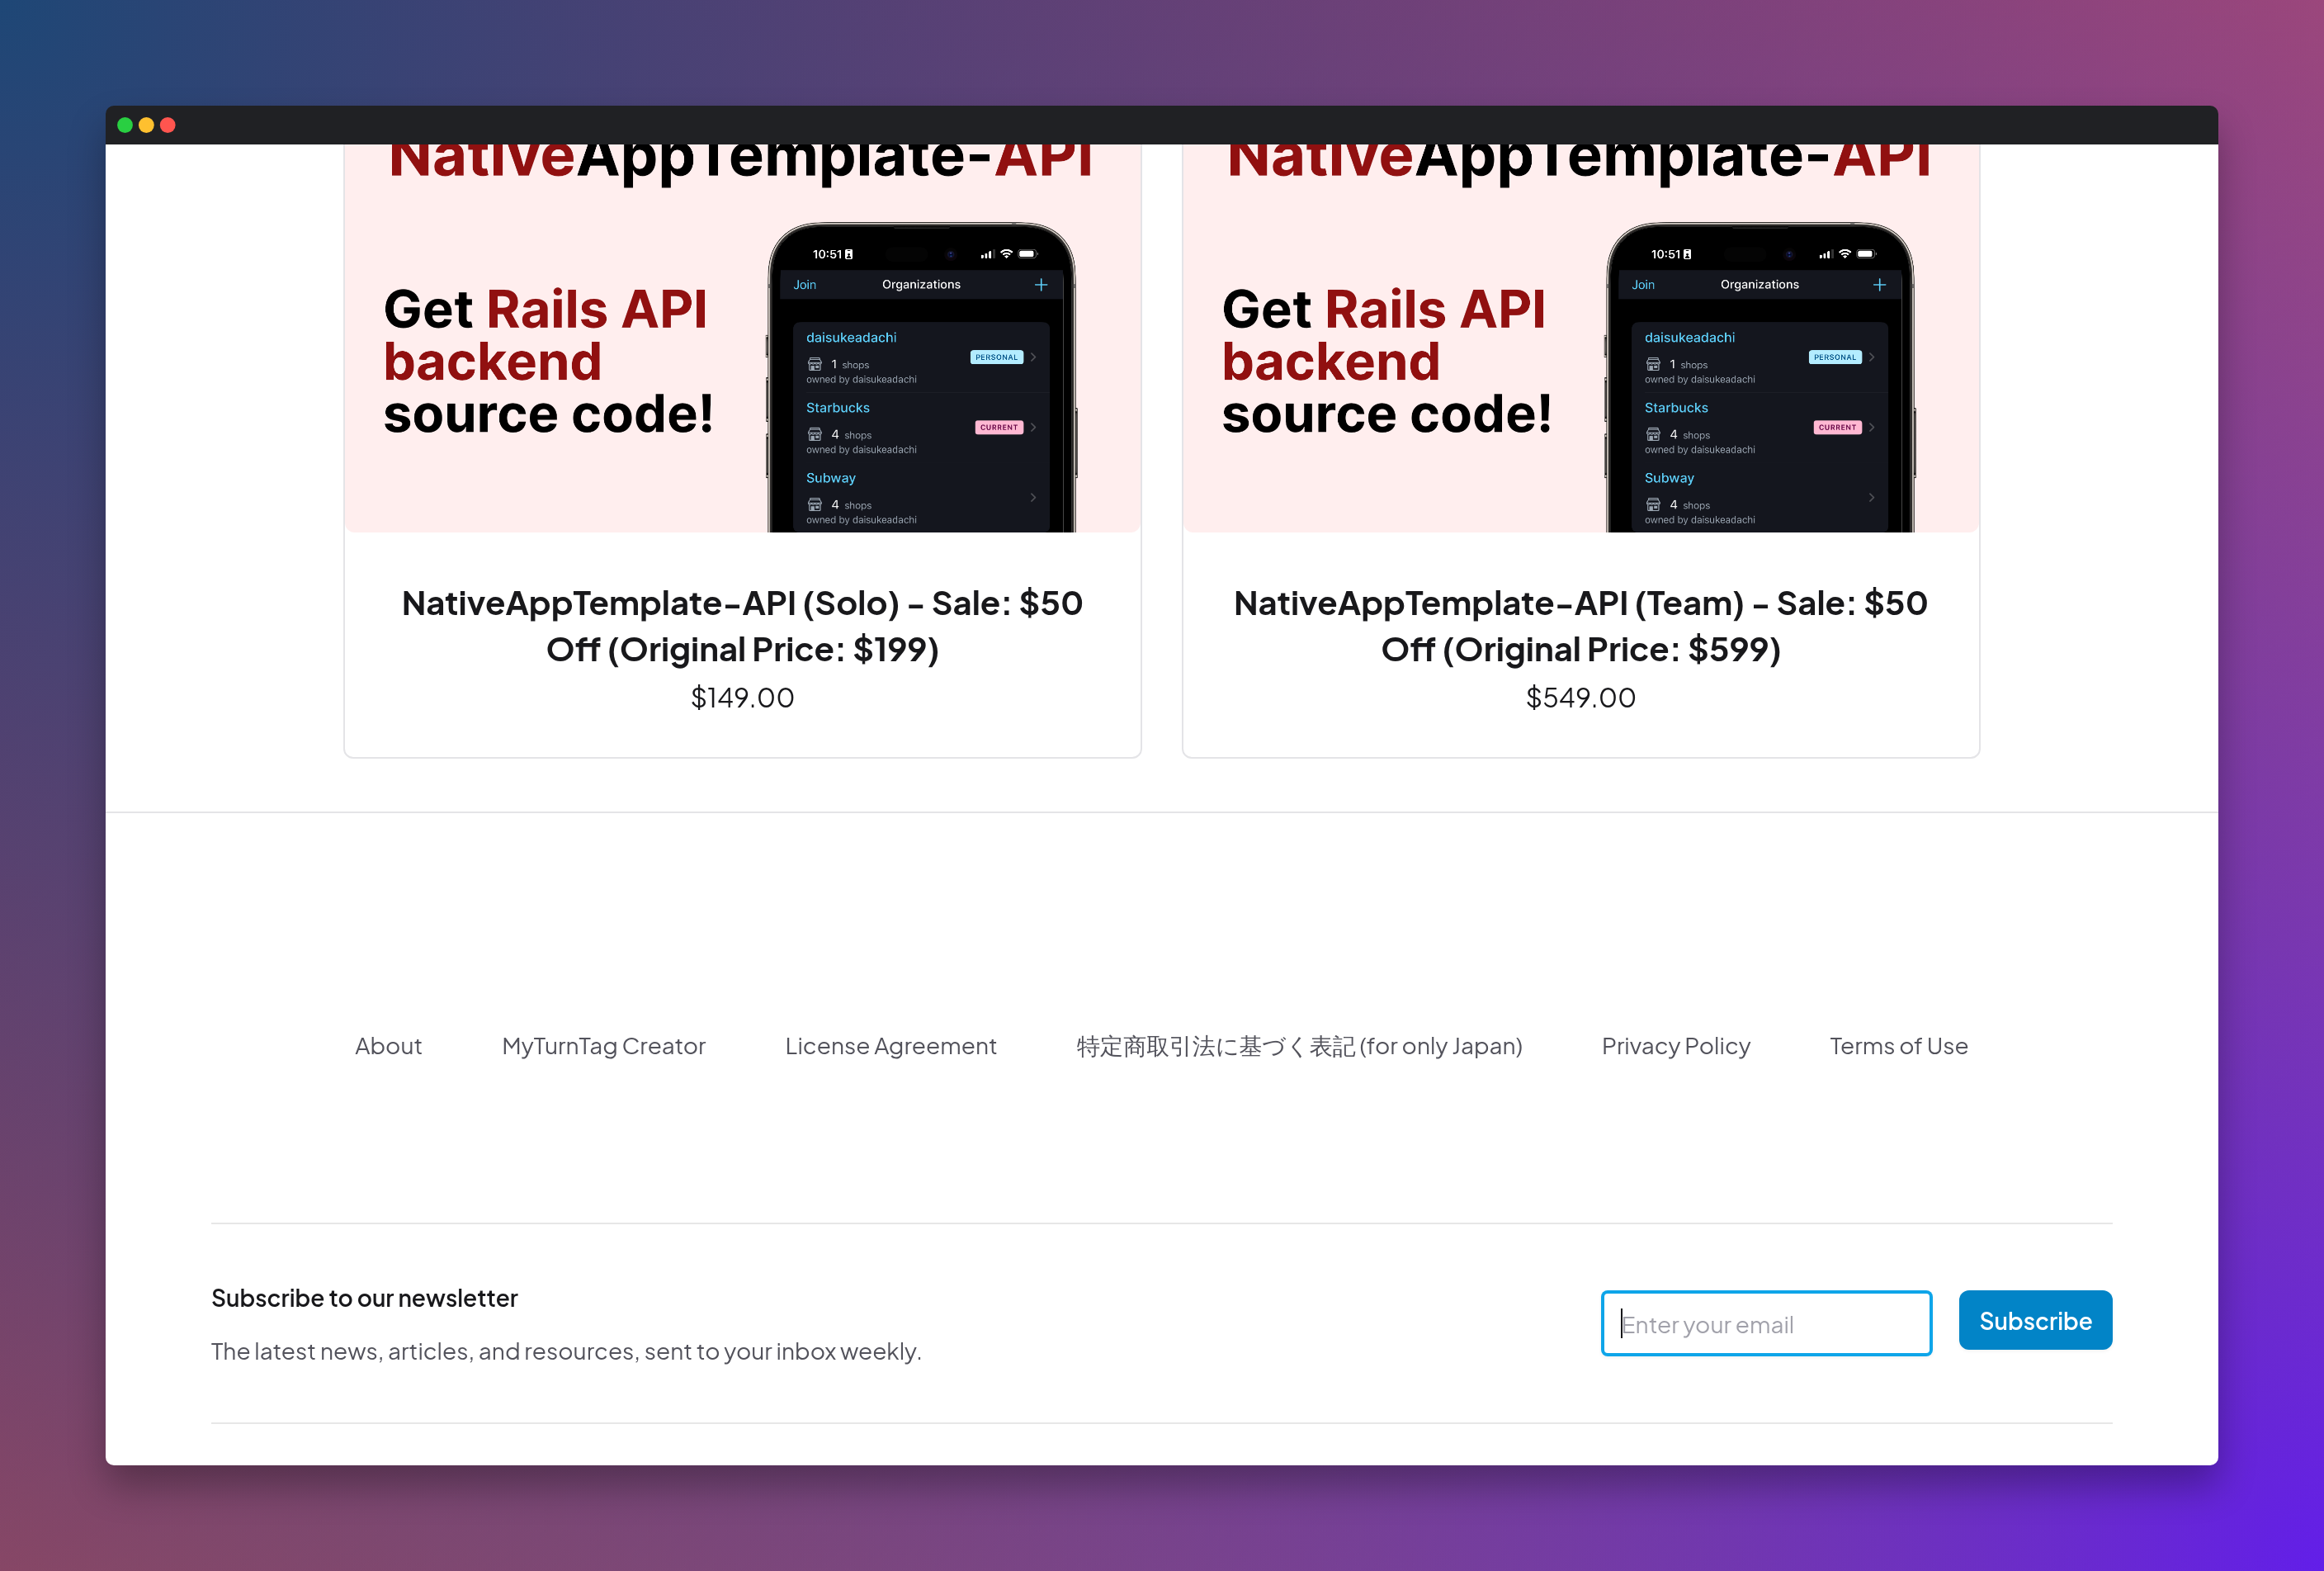 NativeAppTemplate-API
Get Rails API
backend
source code!
10:51
Join Organizations +
daisukeadachi
1 shops
PERSONAL
owned by daisukeadachi
Starbucks
4 shops
CURRENT
owned by daisukeadachi
Subway
4 shops
owned by daisukeadachi
NativeAppTemplate-API (Solo) - Sale: $50
Off (Original Price: $199)
$149.00
NativeAppTemplate-API
Get Rails API
backend
source code!
10:51
Join Organizations +
daisukeadachi
1 shops
PERSONAL
owned by daisukeadachi
Starbucks
4 shops
CURRENT
owned by daisukeadachi
Subway
4 shops
owned by daisukeadachi
NativeAppTemplate-API (Team) - Sale: $50
Off (Original Price: $599)
$549.00
About MyTurnTag Creator License Agreement 特定商取引法に基づく表記 (for only Japan) Privacy Policy Terms of Use
Subscribe to our newsletter
The latest news, articles, and resources, sent to your inbox weekly.
Enter your email
Subscribe